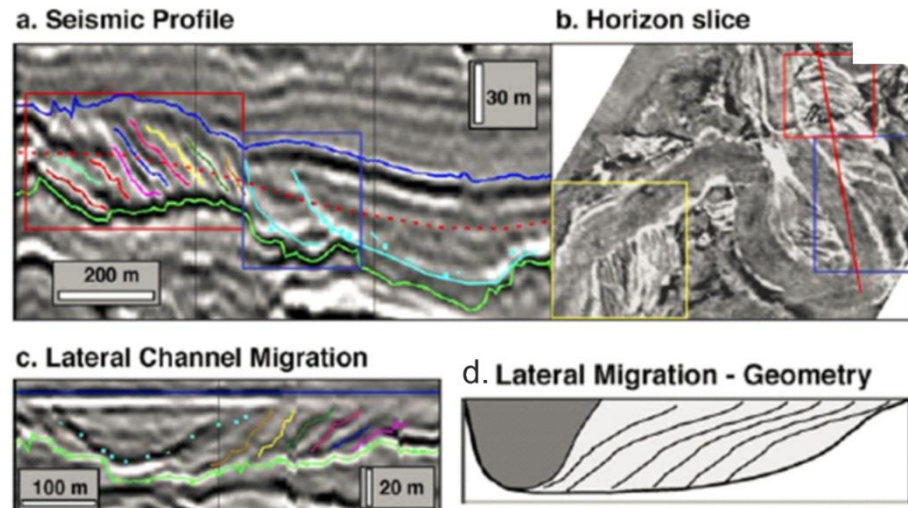 a. Seismic Profile
b. Horizon slice
30 m
200 m
c. Lateral Channel Migration
d. Lateral Migration - Geometry
100 m
20 m